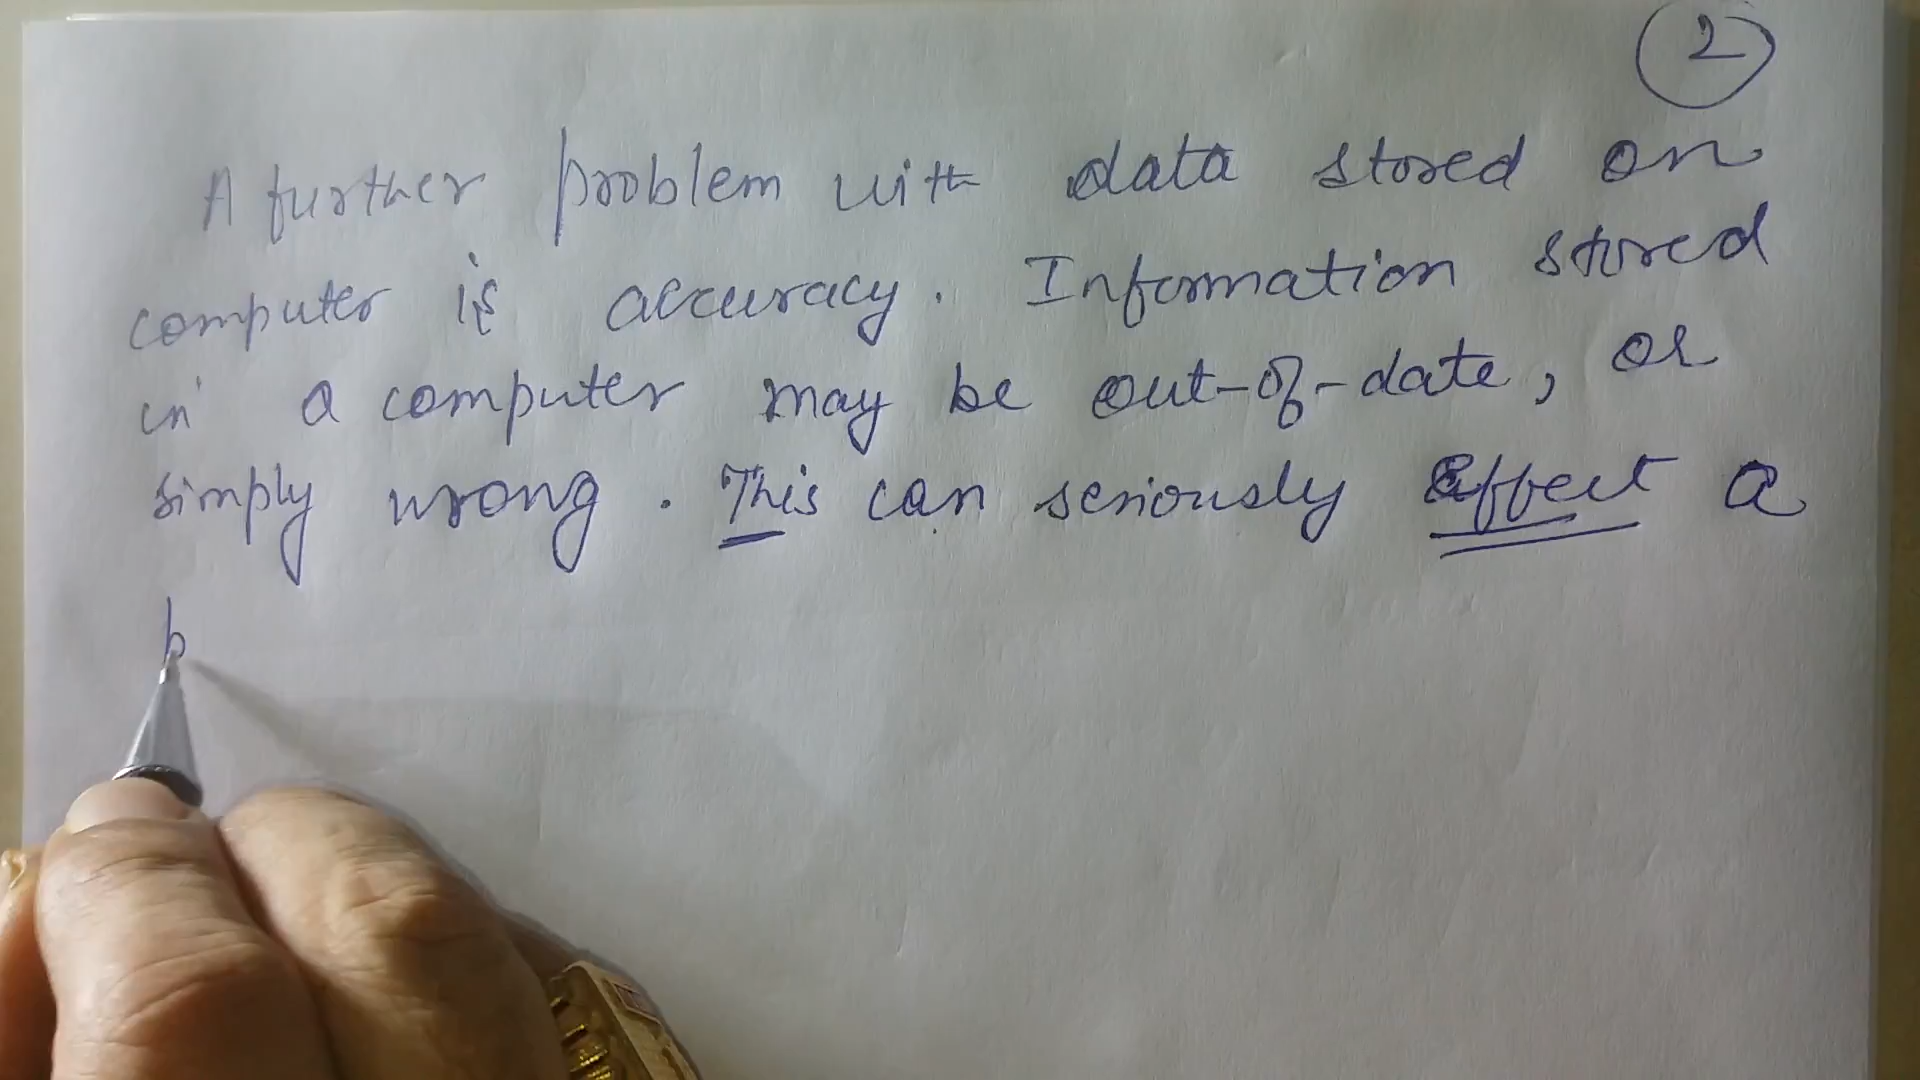 2
A further problem with data stored on
computer is accuracy. Information stored
in a computer may be out-of-date, or
simply wrong. This can seriously effect a